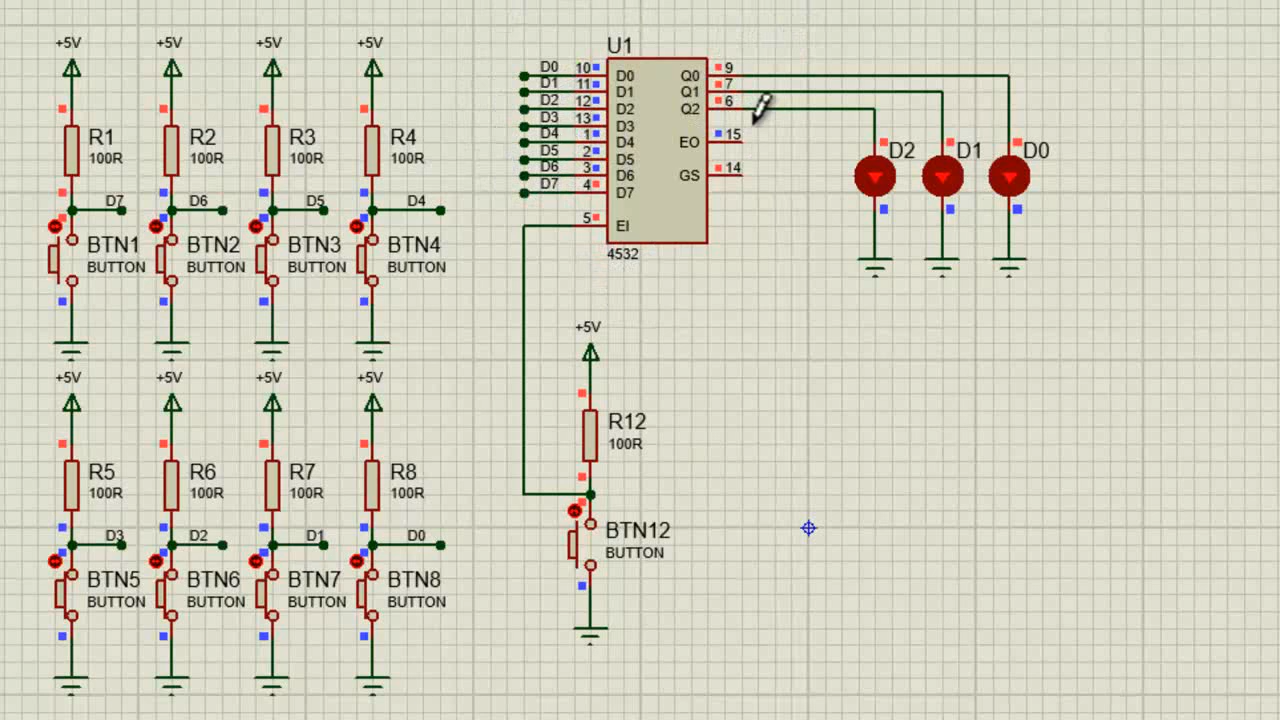 +5V +5V +5V +5V
R1 R2 R3 R4
100R 100R 100R 100R
D7 D6 D5 D4
BTN1 BTN2 BTN3 BTN4
BUTTON BUTTON BUTTON BUTTON
+5V +5V +5V +5V
R5 R6 R7 R8
100R 100R 100R 100R
D3 D2 D1 D0
BTN5 BTN6 BTN7 BTN8
BUTTON BUTTON BUTTON BUTTON
U1
D0 10 D0 Q0 9
D1 11 D1 Q1 7
D2 12 D2 Q2 6
D3 13 D3
D4 1 D4 EO 15
D5 2 D5
D6 3 D6 GS 14
D7 4 D7
5 EI
4532
D2 D1 D0
+5V
R12
100R
BTN12
BUTTON